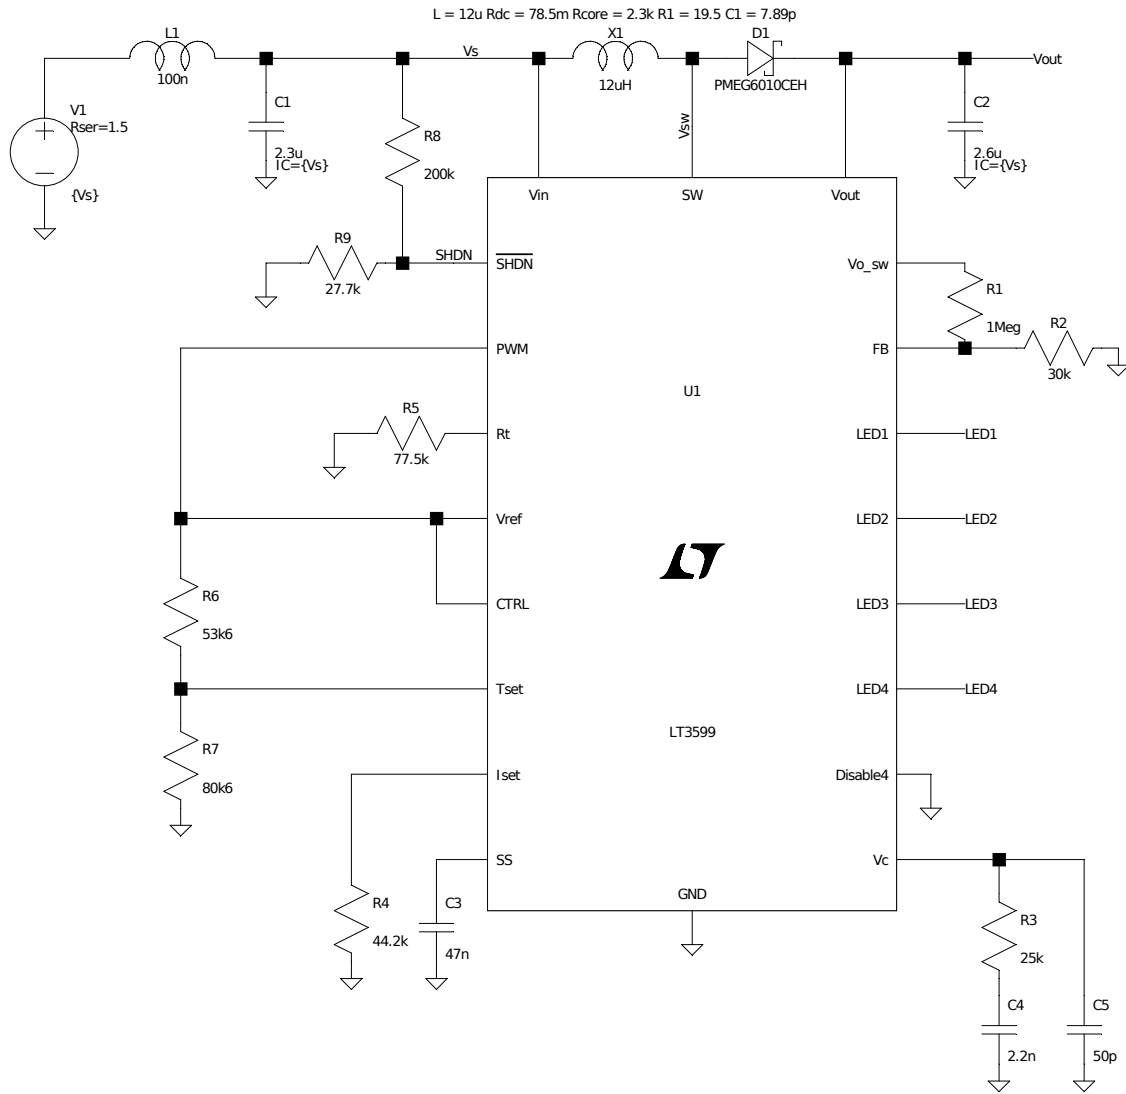 L = 12u Rdc = 78.5m Rcore = 2.3k R1 = 19.5 C1 = 7.89p
L1
100n
Vs
X1
12uH
D1
PMEG6010CEH
Vout
V1
Rser=1.5
{Vs}
C1
2.3u
IC={Vs}
R8
200k
Vsw
C2
2.6u
IC={Vs}
Vin
SW
Vout
R9
27.7k
SHDN
SHDN
Vo_sw
R1
1Meg
PWM
FB
R2
30k
U1
R5
77.5k
Rt
LED1
LED1
Vref
LED2
LED2
R6
53k6
CTRL
LED3
LED3
Tset
LED4
LED4
R7
80k6
LT3599
Iset
Disable4
SS
Vc
GND
R4
44.2k
C3
47n
R3
25k
C4
2.2n
C5
50p